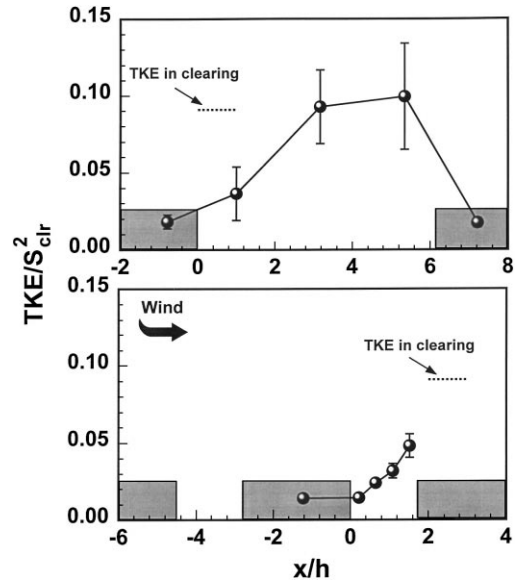 0.15
TKE in clearing
0.10
0.05
0.00
-2 0 2 4 6 8
TKE/S²clr
0.15
Wind
TKE in clearing
0.10
0.05
0.00
-6 -4 -2 0 2 4
x/h